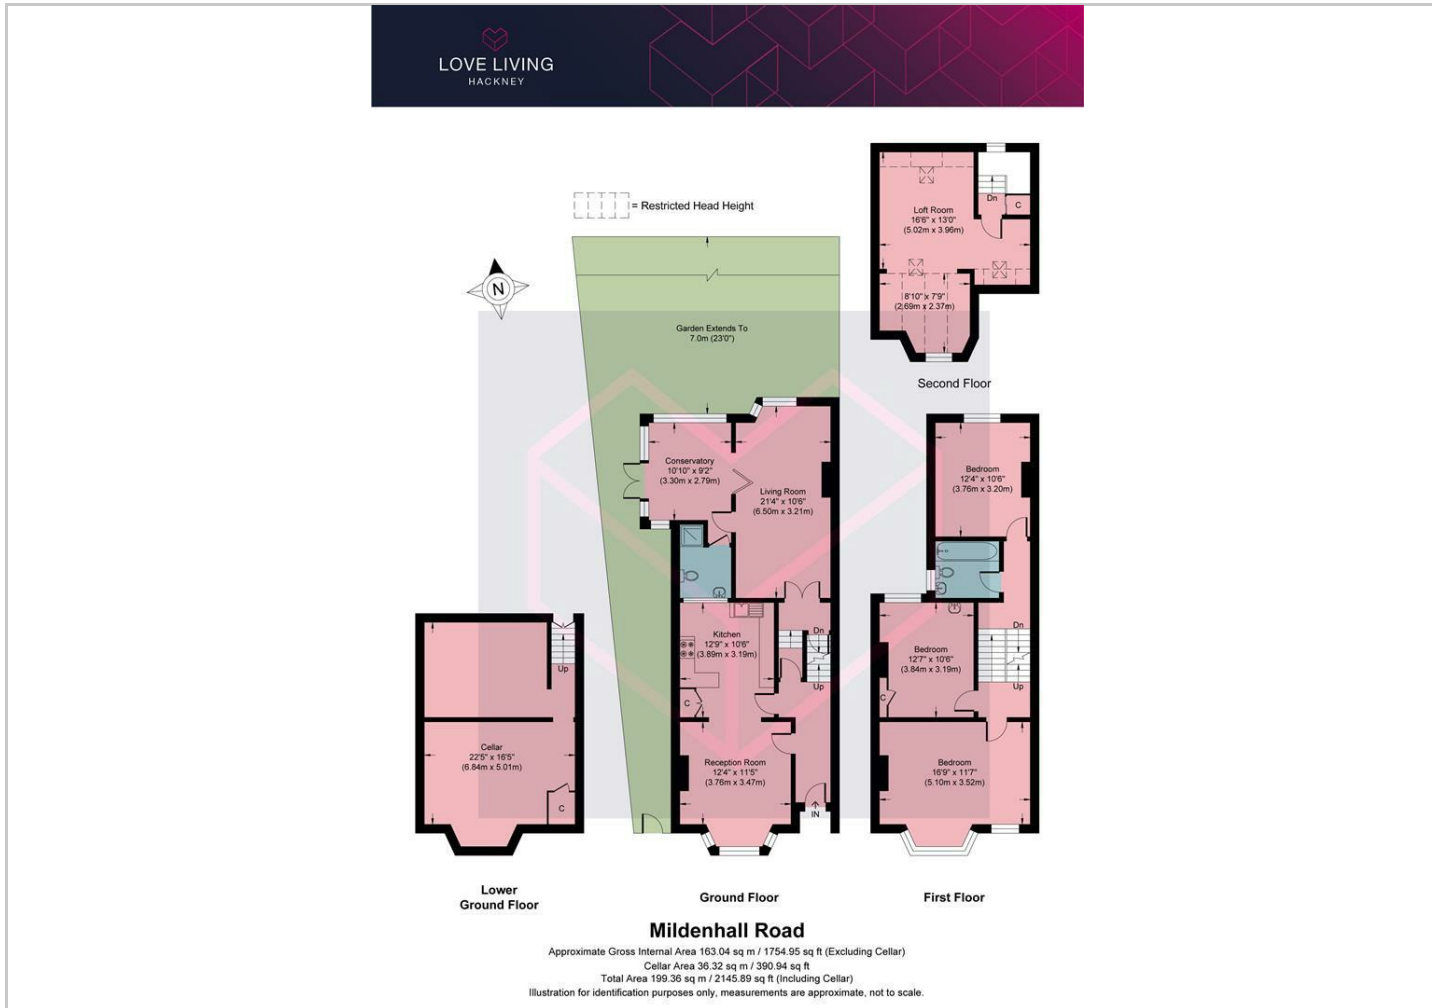 LOVE LIVING
HACKNEY
= Restricted Head Height
N
Garden Extends To
7.0m (23'0")
Loft Room
16'6" x 13'0"
(5.02m x 3.96m)
Dn
C
8'10" x 7'9"
(2.69m x 2.37m)
Second Floor
Conservatory
10'10" x 9'2"
(3.30m x 2.79m)
Living Room
21'4" x 10'6"
(6.50m x 3.21m)
Kitchen
12'9" x 10'6"
(3.89m x 3.19m)
Dn
Up
C
Reception Room
12'4" x 11'5"
(3.76m x 3.47m)
IN
Bedroom
12'4" x 10'6"
(3.76m x 3.20m)
Bedroom
12'7" x 10'6"
(3.84m x 3.19m)
Dn
Up
C
Bedroom
16'9" x 11'7"
(5.10m x 3.52m)
Up
Cellar
22'5" x 16'5"
(6.84m x 5.01m)
C
Lower
Ground Floor
Ground Floor
First Floor
Mildenhall Road
Approximate Gross Internal Area 163.04 sq m / 1754.95 sq ft (Excluding Cellar)
Cellar Area 36.32 sq m / 390.94 sq ft
Total Area 199.36 sq m / 2145.89 sq ft (Including Cellar)
Illustration for identification purposes only, measurements are approximate, not to scale.